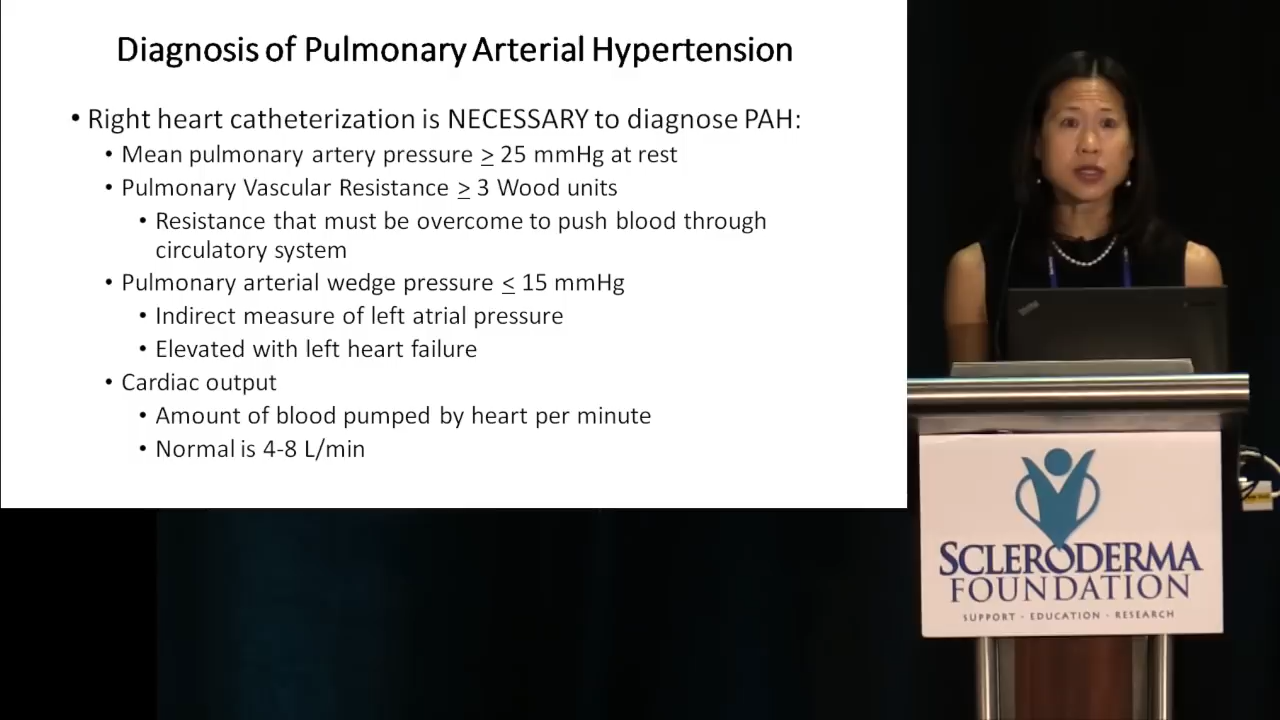 Diagnosis of Pulmonary Arterial Hypertension
• Right heart catheterization is NECESSARY to diagnose PAH:
• Mean pulmonary artery pressure ≥ 25 mmHg at rest
• Pulmonary Vascular Resistance ≥ 3 Wood units
• Resistance that must be overcome to push blood through
circulatory system
• Pulmonary arterial wedge pressure ≤ 15 mmHg
• Indirect measure of left atrial pressure
• Elevated with left heart failure
• Cardiac output
• Amount of blood pumped by heart per minute
• Normal is 4-8 L/min
SCLERODERMA
FOUNDATION
SUPPORT · EDUCATION · RESEARCH